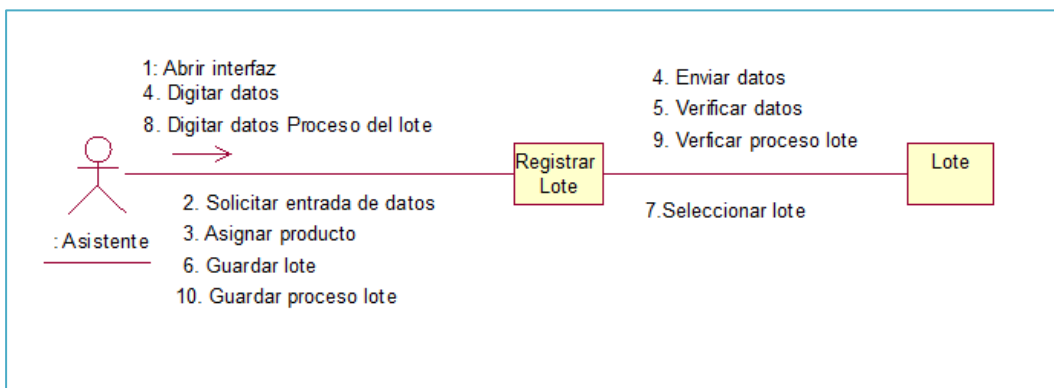 1: Abrir interfaz
4. Digitar datos
8. Digitar datos Proceso del lote
2. Solicitar entrada de datos
3. Asignar producto
6. Guardar lote
10. Guardar proceso lote
: Asistente
Registrar
Lote
4. Enviar datos
5. Verificar datos
9. Verficar proceso lote
7.Seleccionar lote
Lote